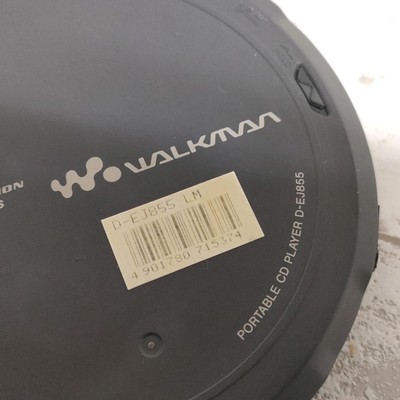 WALKMAN
D-EJ855 LM
4 901780 715374
PORTABLE CD PLAYER D-EJ855